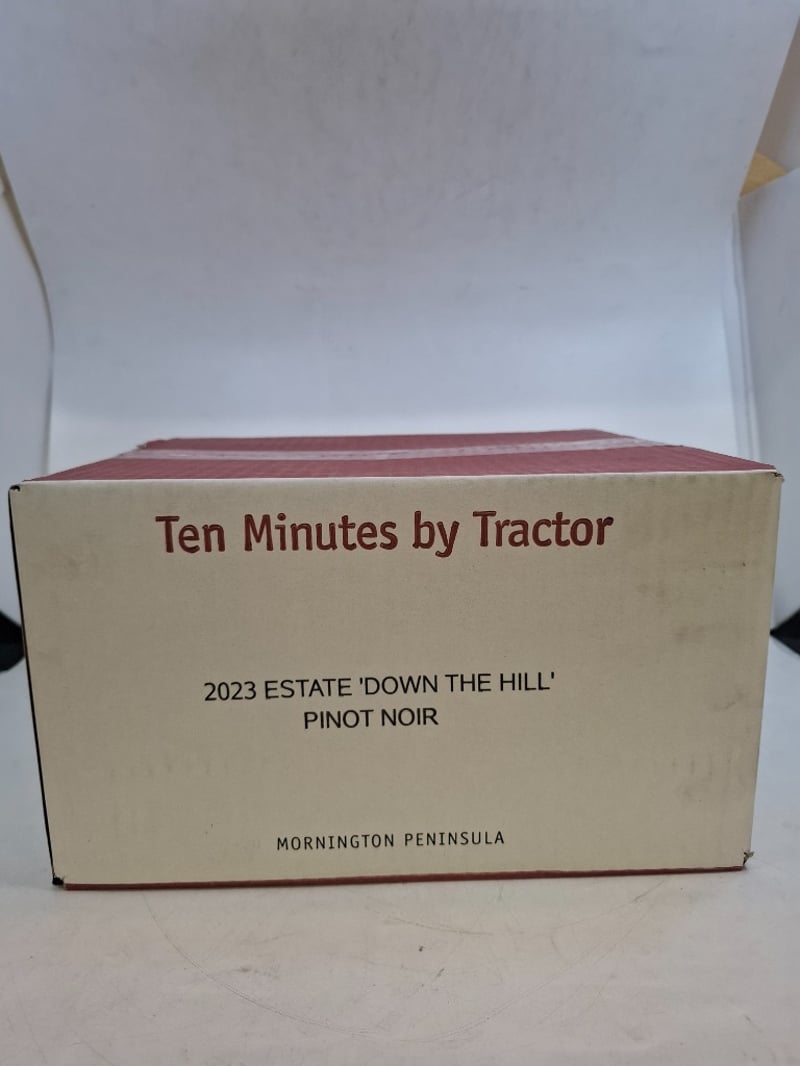 Ten Minutes by Tractor
2023 ESTATE 'DOWN THE HILL'
PINOT NOIR
MORNINGTON PENINSULA